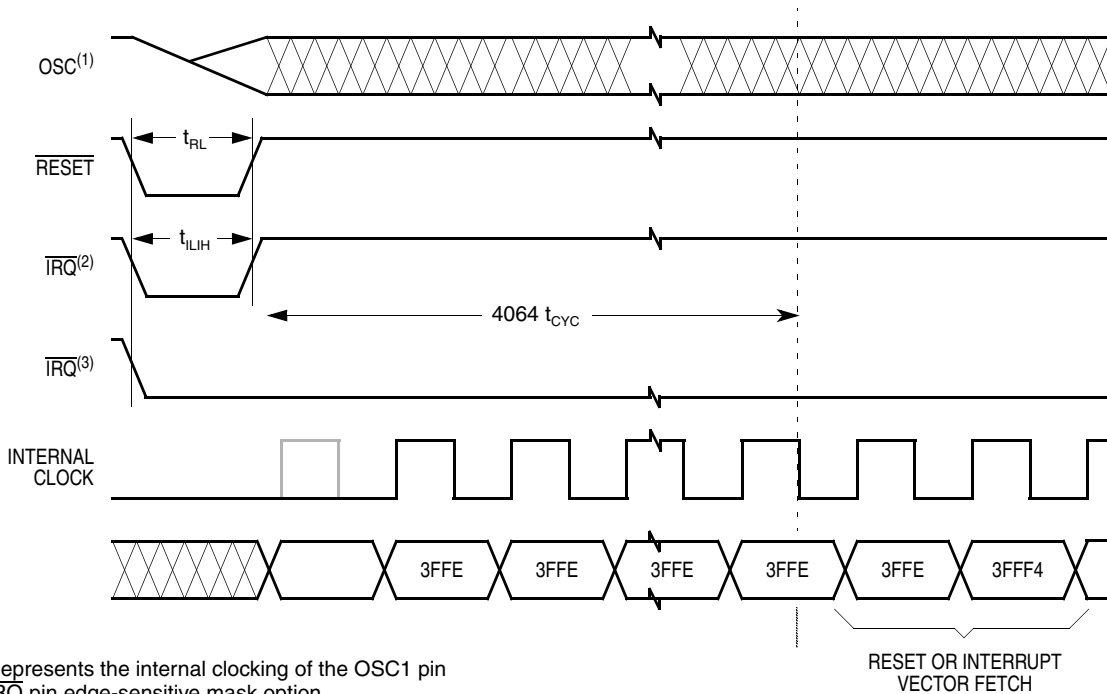 OSC(1)
tRL
RESET
tILIH
IRQ(2)
4064 tCYC
IRQ(3)
INTERNAL
CLOCK
3FFE
3FFE
3FFE
3FFE
3FFE
3FFF4
RESET OR INTERRUPT
VECTOR FETCH
epresents the internal clocking of the OSC1 pin
pin edge-sensitive mask option